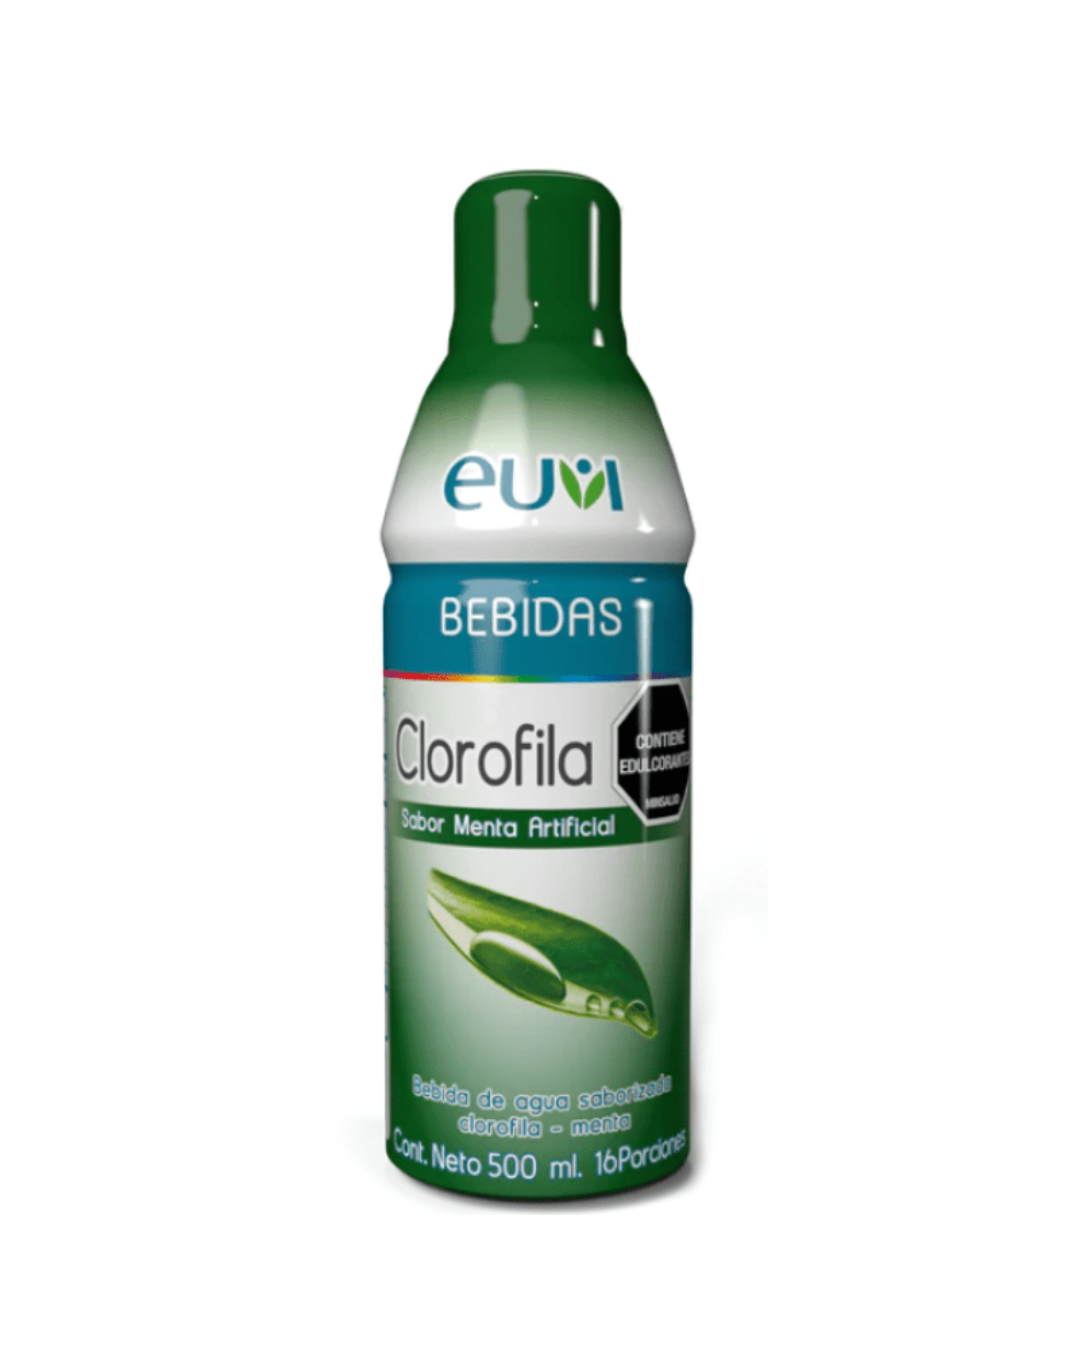 euvi
BEBIDAS
Clorofila
CONTIENE
EDULCORANTES
MINSALUD
Sabor Menta Artificial
Bebida de agua saborizada
clorofila - menta
Cont. Neto 500 ml. 16Porciones